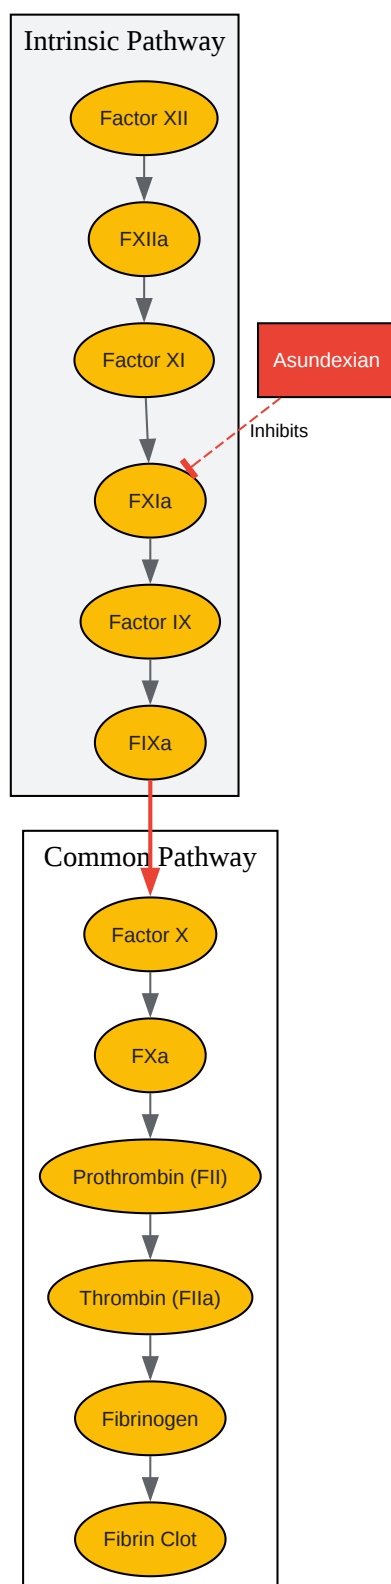 Intrinsic Pathway
Factor XII
FXIIa
Factor XI
Asundexian
Inhibits
FXIa
Factor IX
FIXa
Common Pathway
Factor X
FXa
Prothrombin (FII)
Thrombin (FIIa)
Fibrinogen
Fibrin Clot